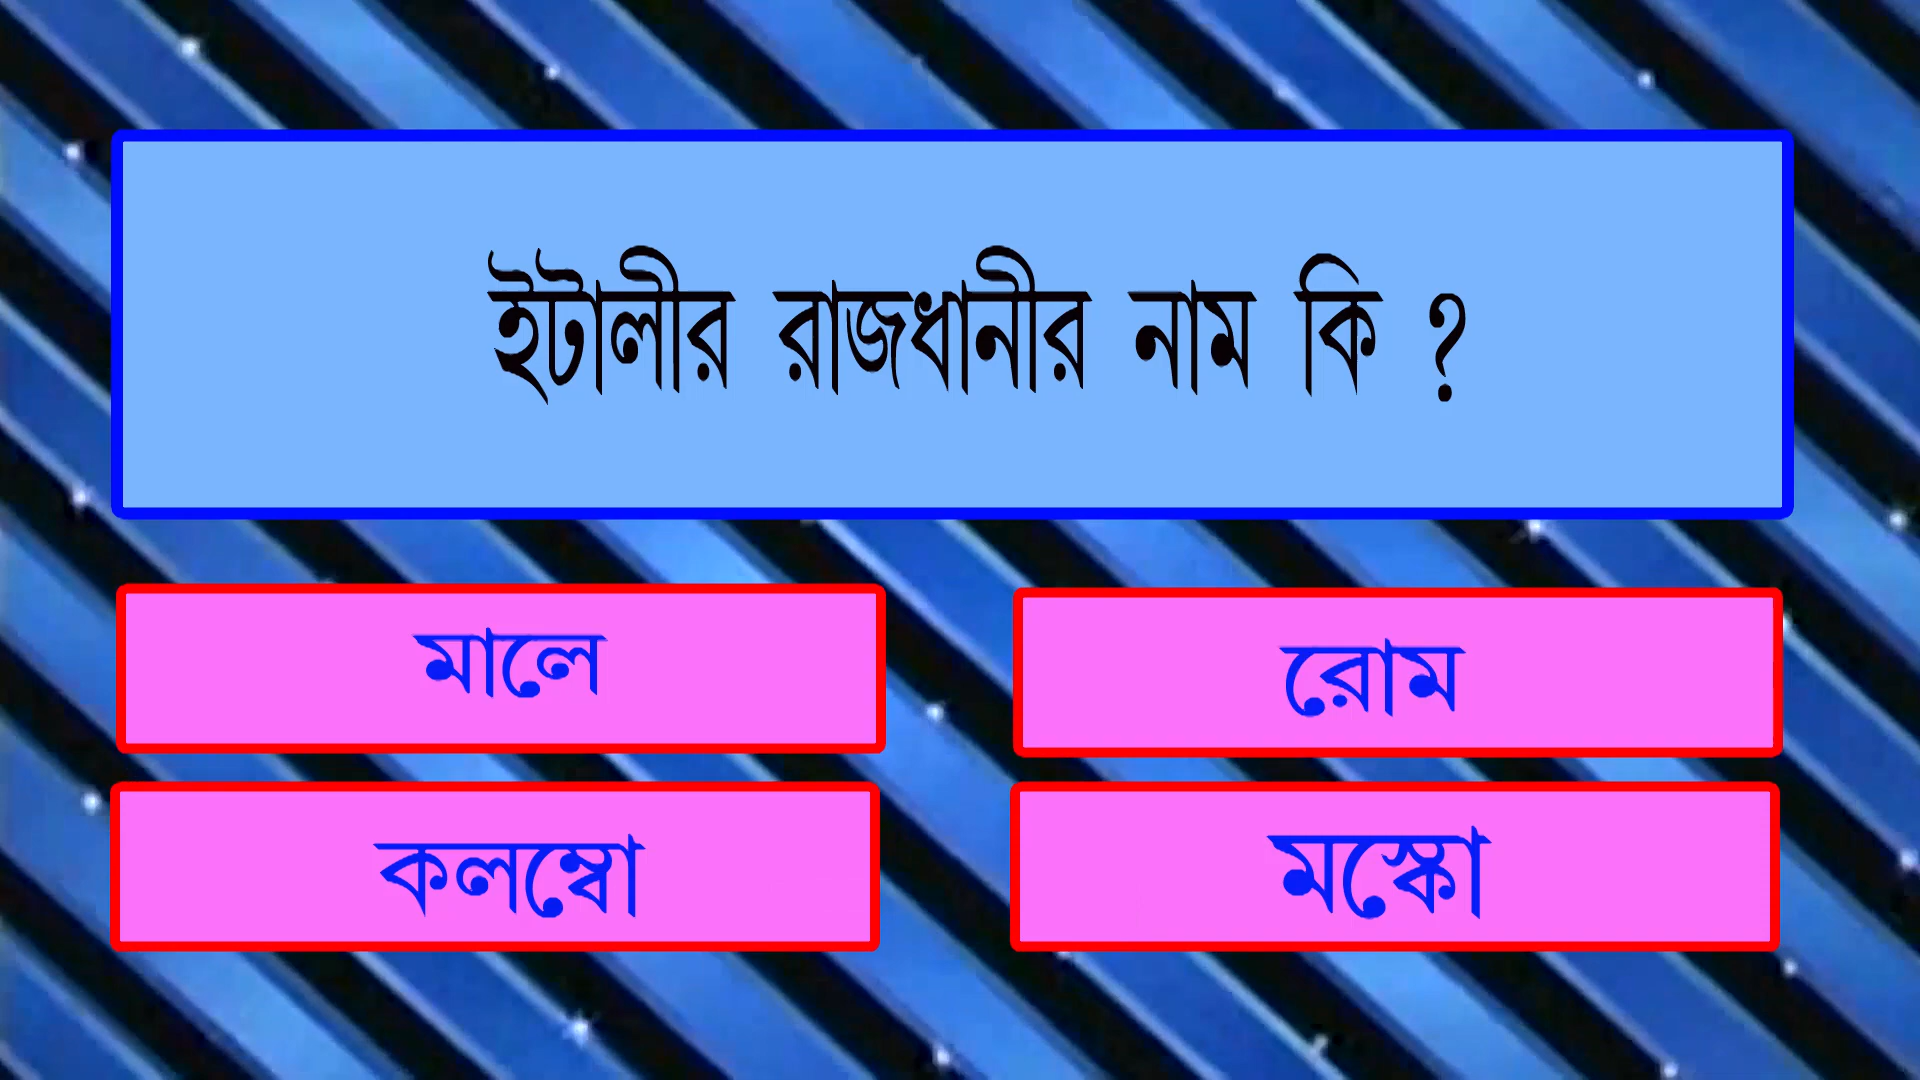 ইটালীর রাজধানীর নাম কি ?
মালে
রোম
কলম্বো
মস্কো